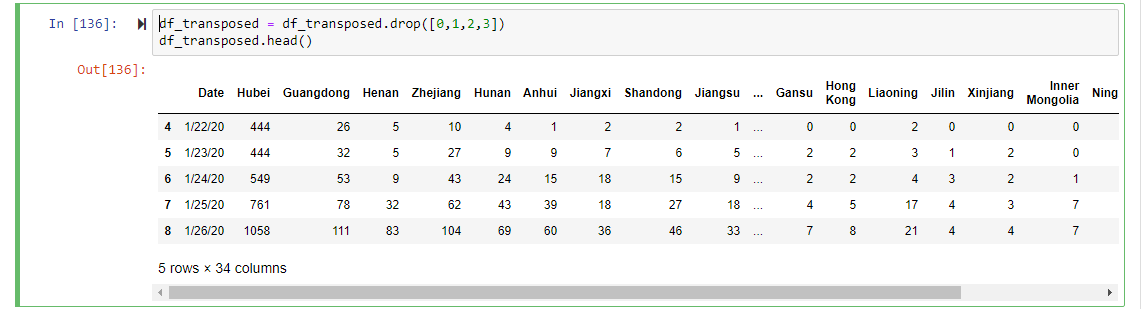 In [136]: df_transposed = df_transposed.drop([0,1,2,3])
df_transposed.head()
Out[136]:
Date Hubei Guangdong Henan Zhejiang Hunan Anhui Jiangxi Shandong Jiangsu ... Gansu Hong Kong Liaoning Jilin Xinjiang Inner Mongolia Ning
4 1/22/20 444 26 5 10 4 1 2 2 1 ... 0 0 2 0 0 0
5 1/23/20 444 32 5 27 9 9 7 6 5 ... 2 2 3 1 2 0
6 1/24/20 549 53 9 43 24 15 18 15 9 ... 2 2 4 3 2 1
7 1/25/20 761 78 32 62 43 39 18 27 18 ... 4 5 17 4 3 7
8 1/26/20 1058 111 83 104 69 60 36 46 33 ... 7 8 21 4 4 7
5 rows × 34 columns